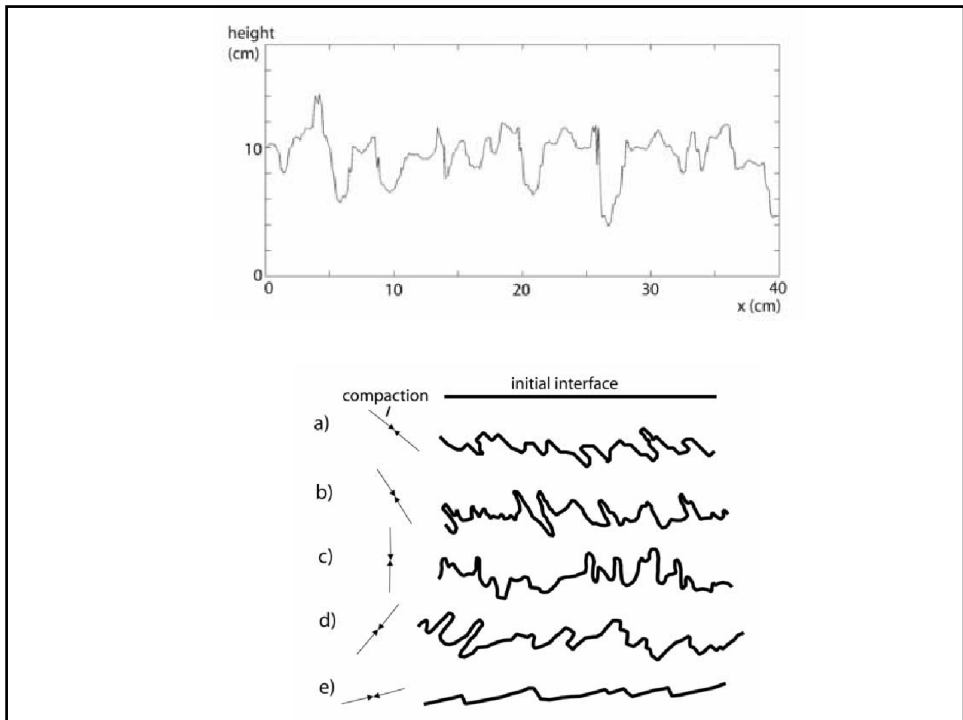 height
(cm)
10
0
0 10 20 30 40
x (cm)
initial interface
compaction
a)
b)
c)
d)
e)